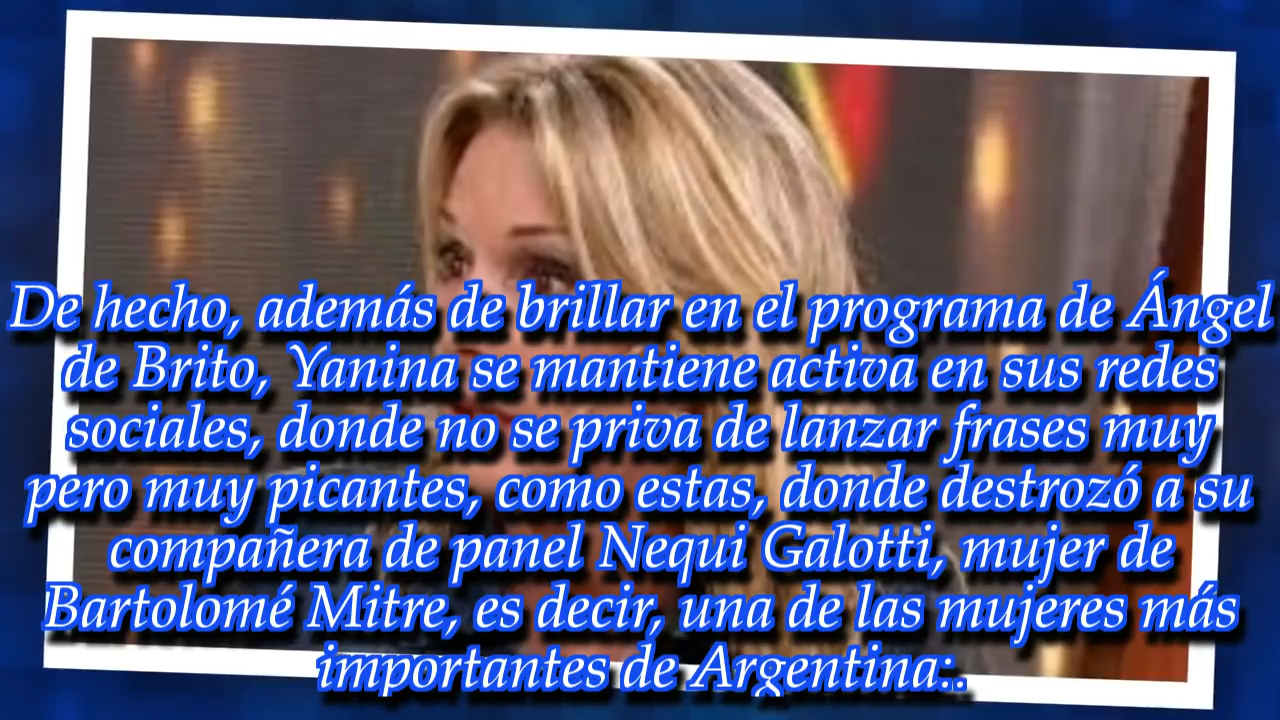 De hecho, además de brillar en el programa de Ángel
de Brito, Yanina se mantiene activa en sus redes
sociales, donde no se priva de lanzar frases muy
pero muy picantes, como estas, donde destrozó a su
compañera de panel Nequi Galotti, mujer de
Bartolomé Mitre, es decir, una de las mujeres más
importantes de Argentina:.